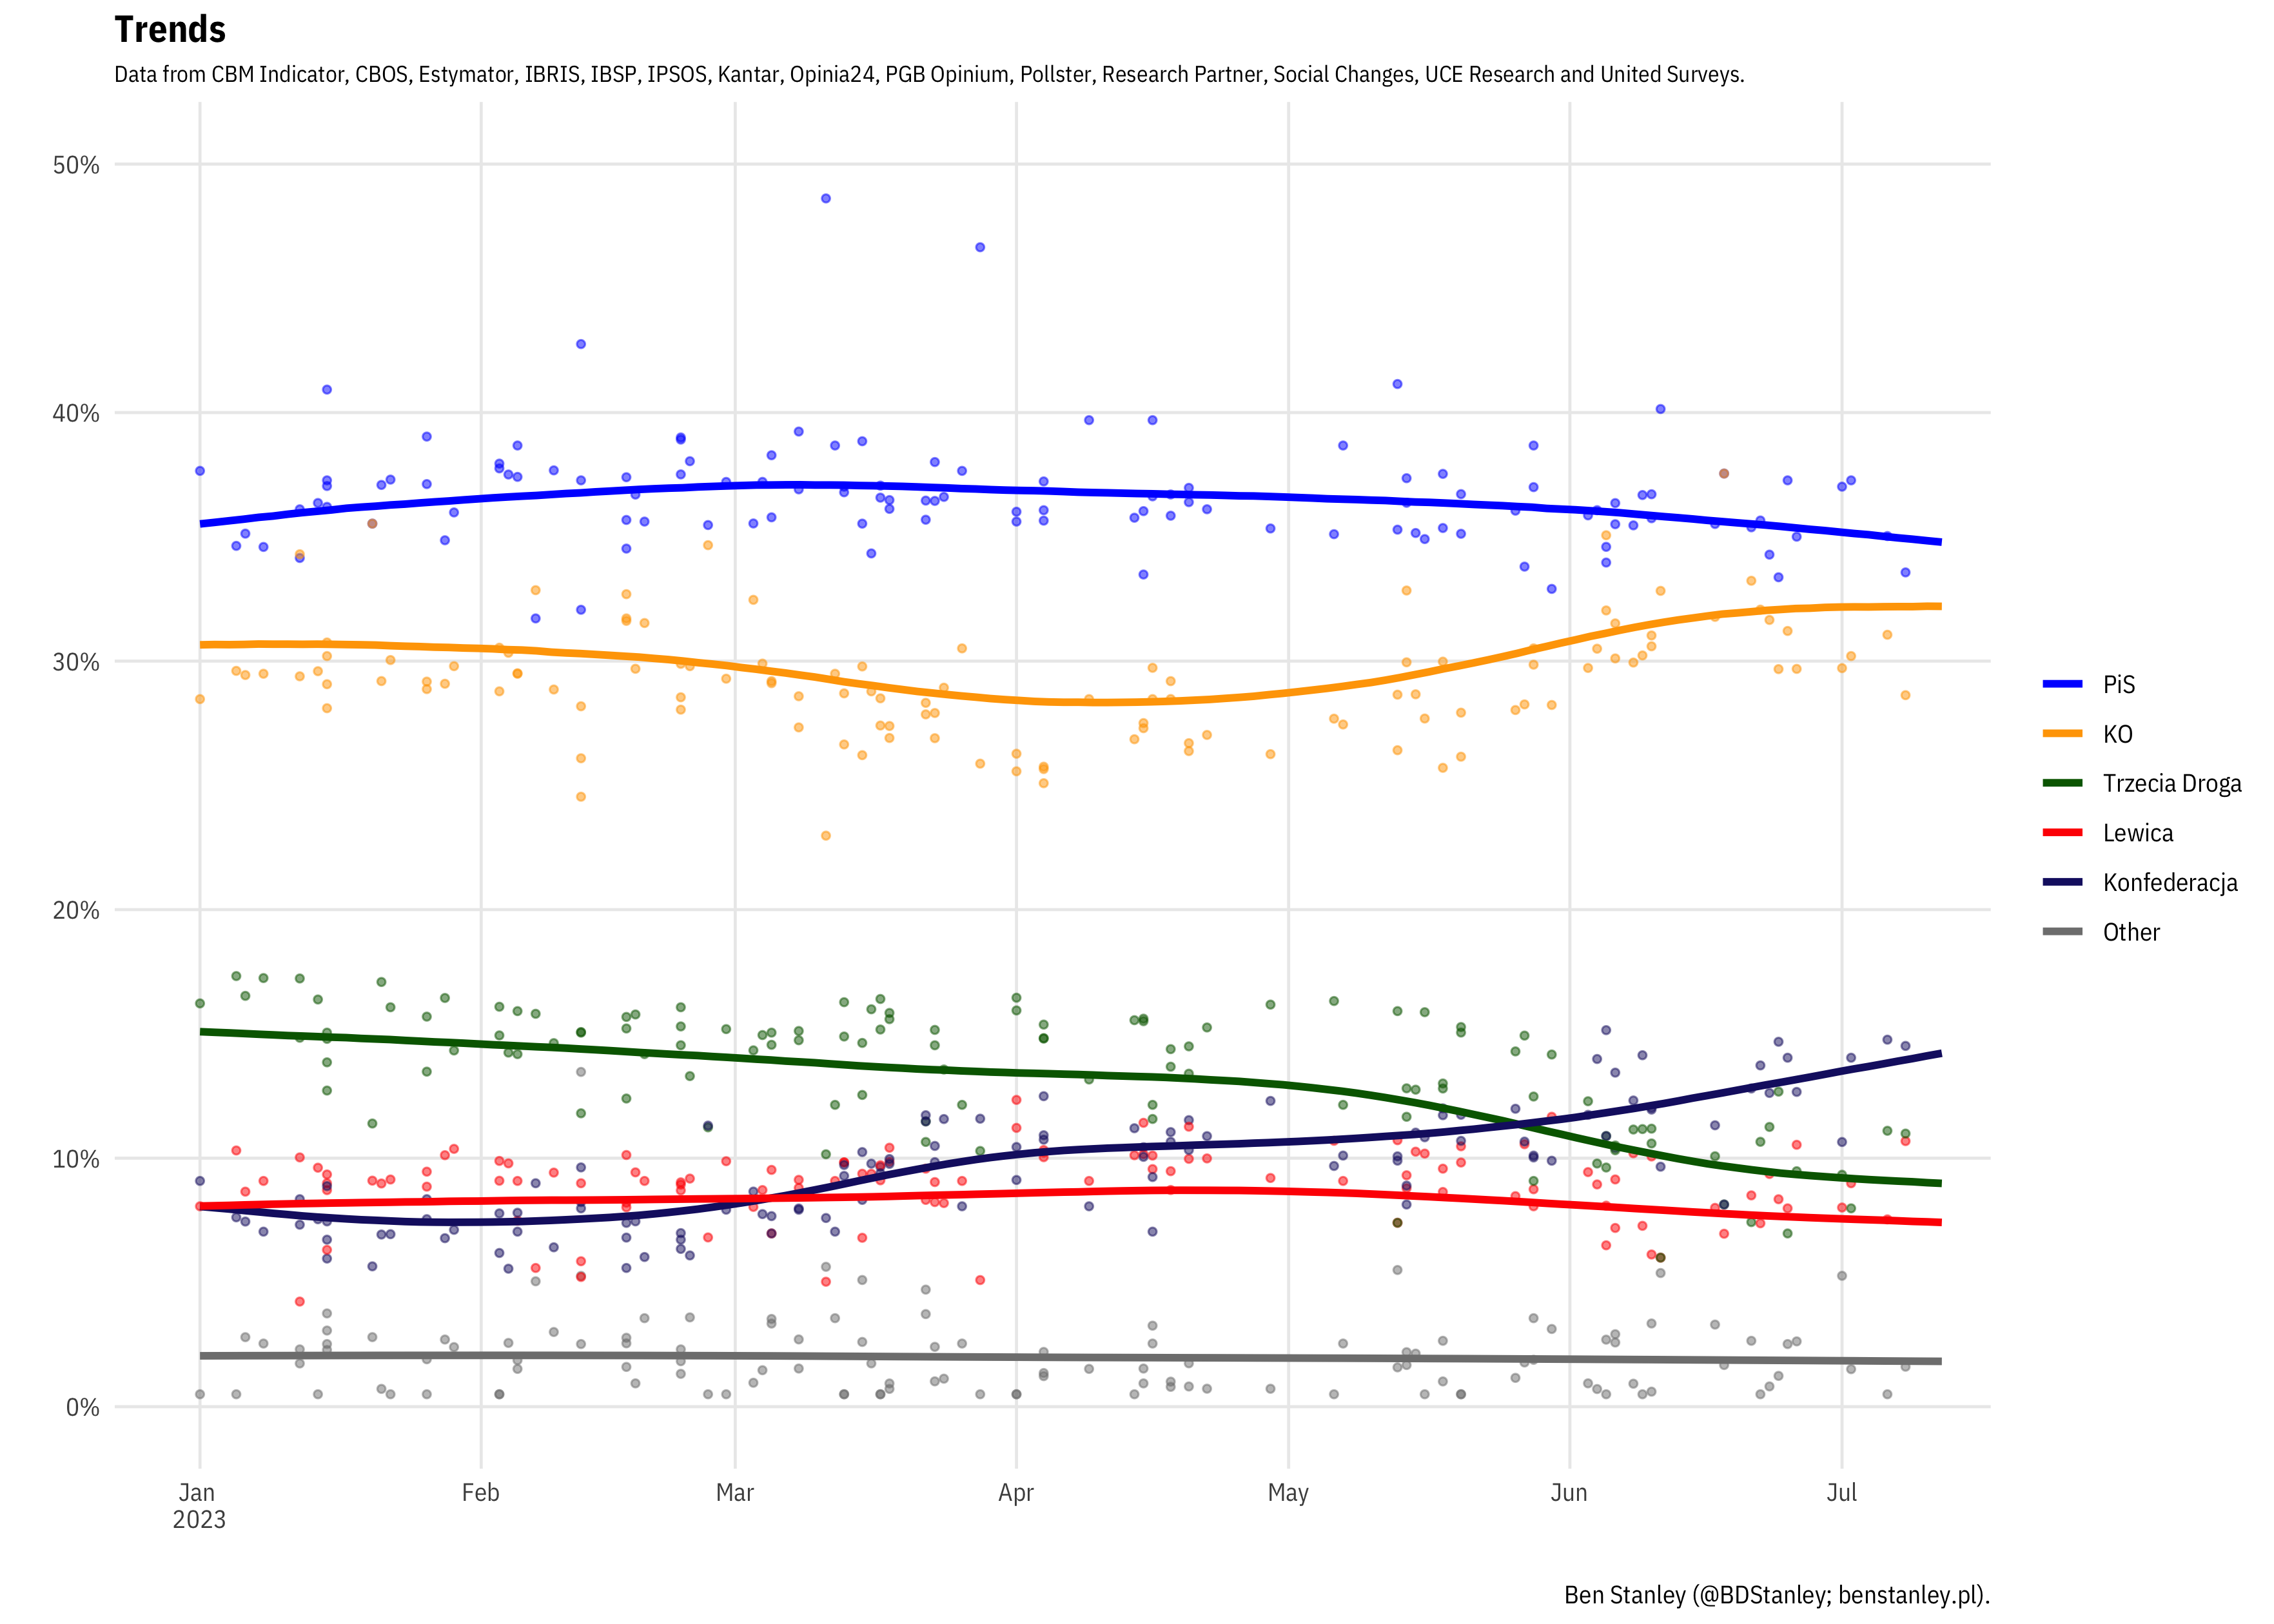 Trends
Data from CBM Indicator, CBOS, Estymator, IBRIS, IBSP, IPSOS, Kantar, Opinia24, PGB Opinium, Pollster, Research Partner, Social Changes, UCE Research and United Surveys.
50%
40%
30%
20%
10%
0%
Jan
2023
Feb
Mar
Apr
May
Jun
Jul
PiS
KO
Trzecia Droga
Lewica
Konfederacja
Other
Ben Stanley (@BDStanley; benstanley.pl).